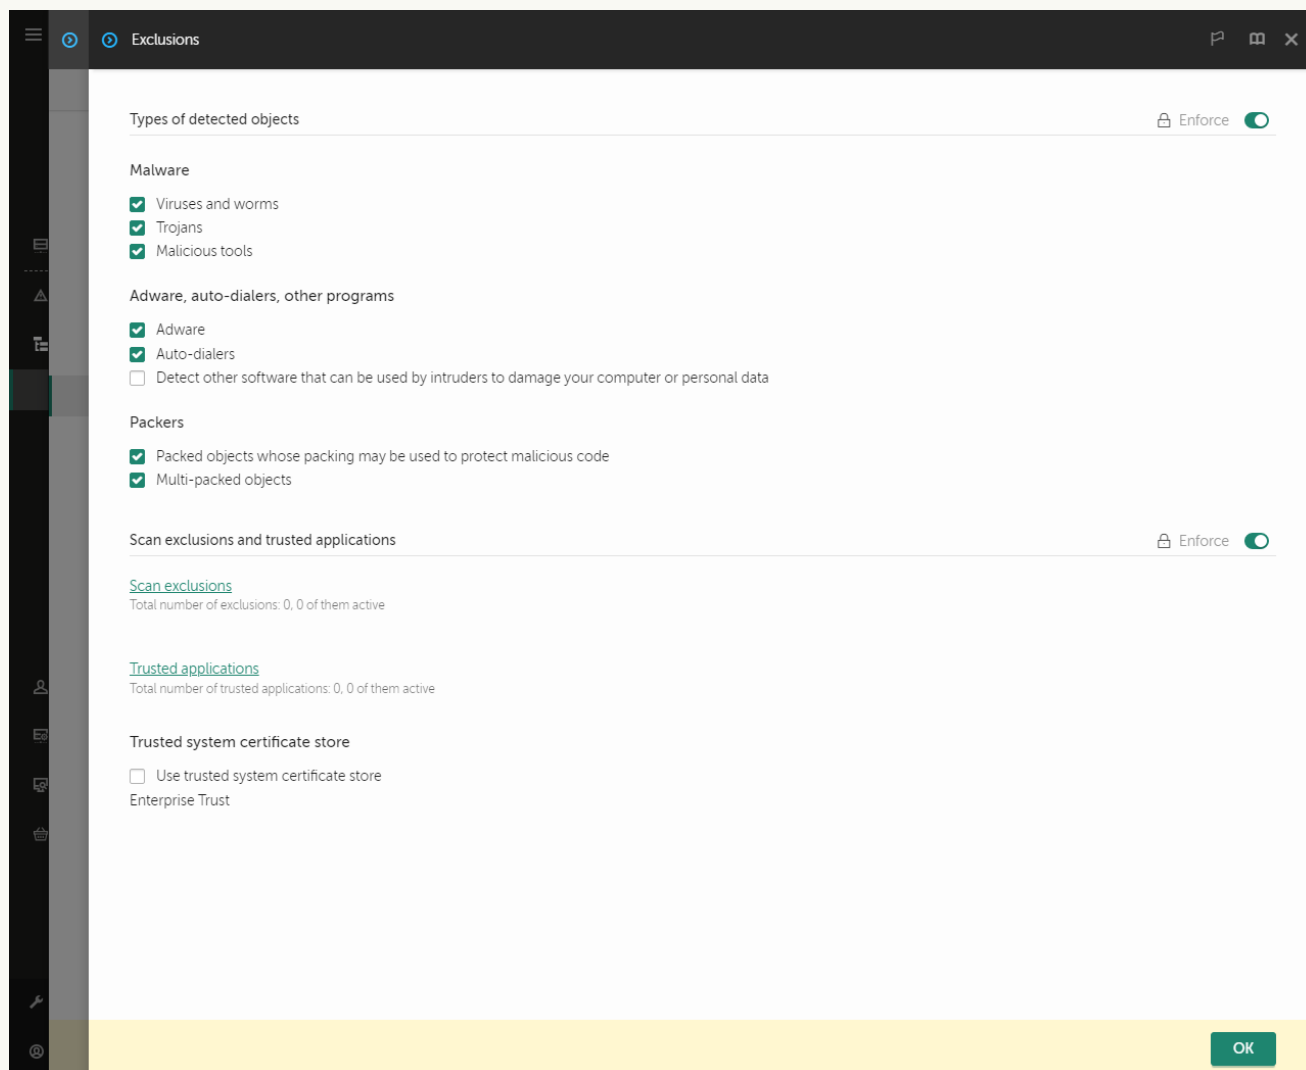 Exclusions
Types of detected objects
Enforce
Malware
Viruses and worms
Trojans
Malicious tools
Adware, auto-dialers, other programs
Adware
Auto-dialers
Detect other software that can be used by intruders to damage your computer or personal data
Packers
Packed objects whose packing may be used to protect malicious code
Multi-packed objects
Scan exclusions and trusted applications
Enforce
Scan exclusions
Total number of exclusions: 0, 0 of them active
Trusted applications
Total number of trusted applications: 0, 0 of them active
Trusted system certificate store
Use trusted system certificate store
Enterprise Trust
OK